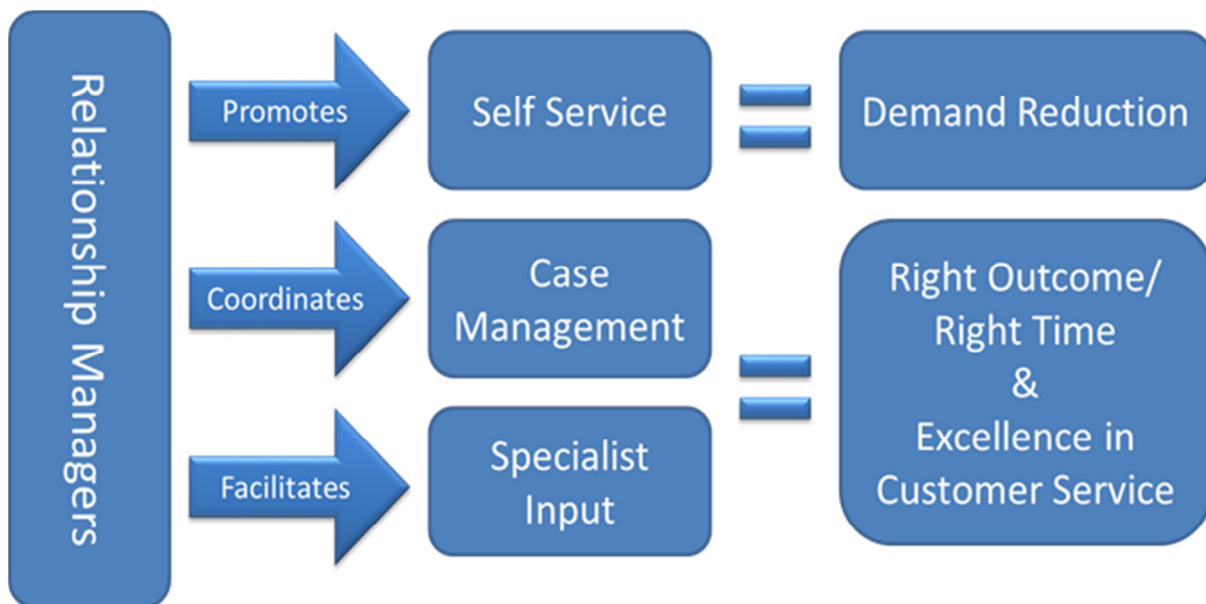 Relationship Managers
Promotes
Self Service
Demand Reduction
Coordinates
Case
Management
Facilitates
Specialist
Input
Right Outcome/
Right Time
&
Excellence in
Customer Service